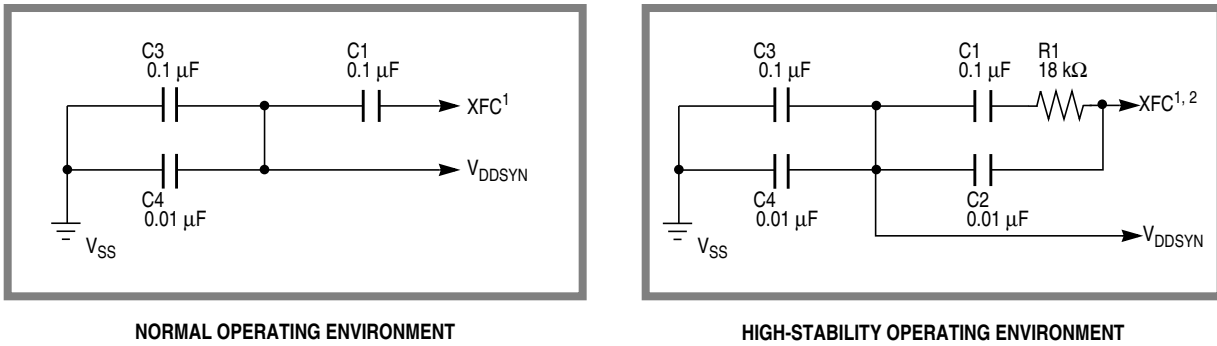 C3
0.1 μF
C1
0.1 μF
XFC1
C4
0.01 μF
VDDSYN
VSS
NORMAL OPERATING ENVIRONMENT
C3
0.1 μF
C1
0.1 μF
R1
18 kΩ
XFC1, 2
C4
0.01 μF
C2
0.01 μF
VDDSYN
VSS
HIGH-STABILITY OPERATING ENVIRONMENT